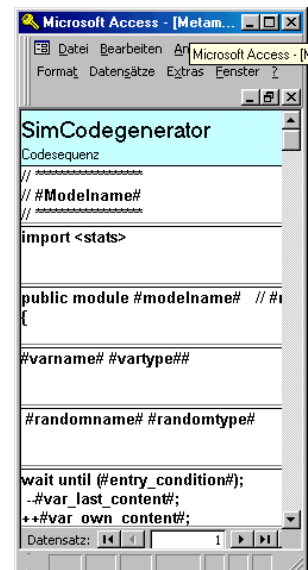 Microsoft Access - [Metam...
Datei Bearbeiten An
Microsoft Access - [M
Format Datensätze Extras Fenster ?
SimCodegenerator
Codesequenz
// ********************
// #Modelname#
// ********************
import <stats>
public module #modelname# // #
{
#varname# #vartype##
#randomname# #randomtype#
wait until (#entry_condition#);
--#var_last_content#;
++#var_own_content#;
Datensatz: 1